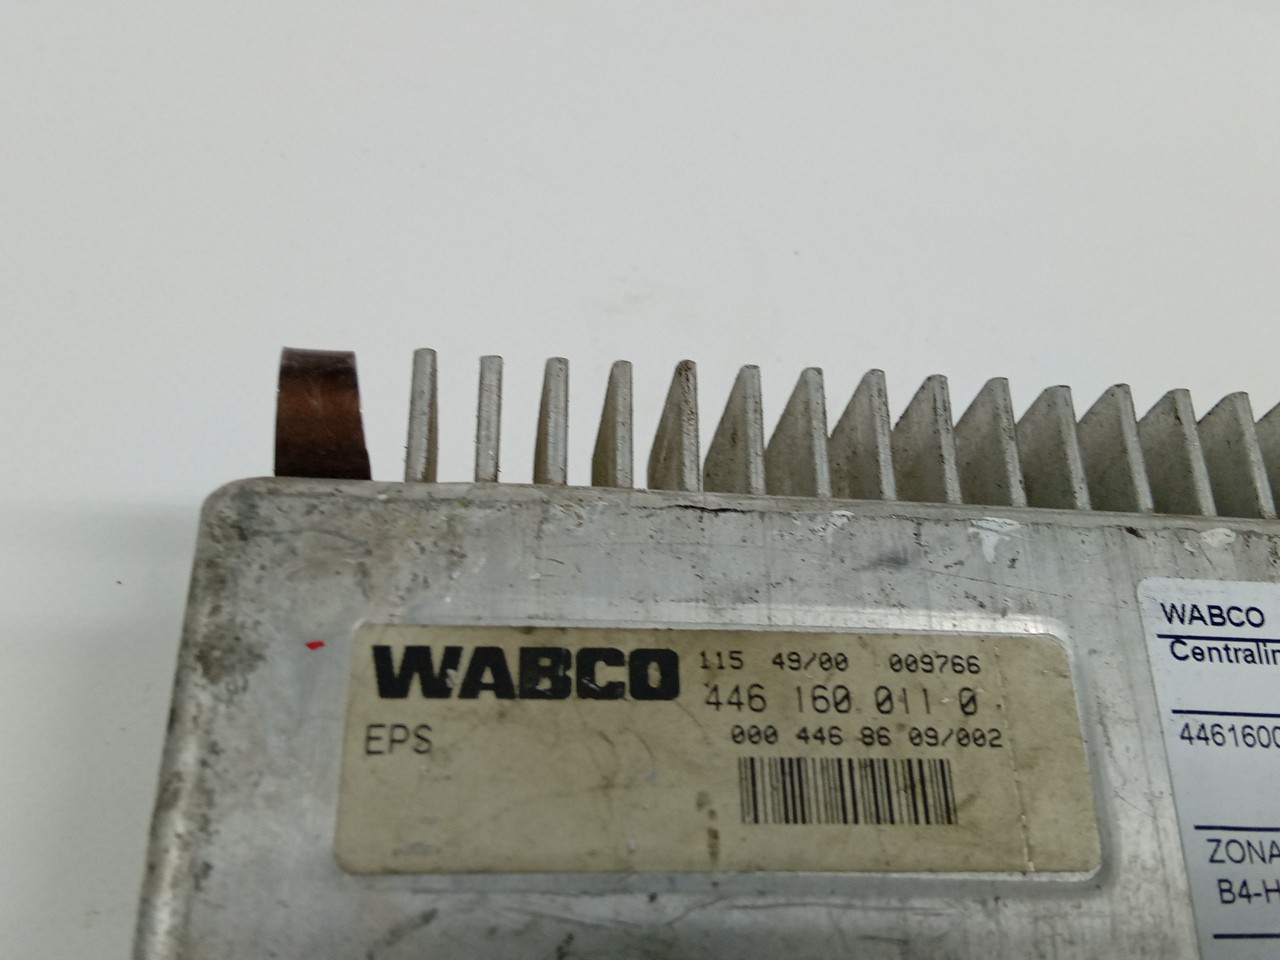 WABCO 115 49/00 009766
446 160 011 0
EPS 000 446 86 09/002
WABCO
Centralin
4461600
ZONA
B4-H